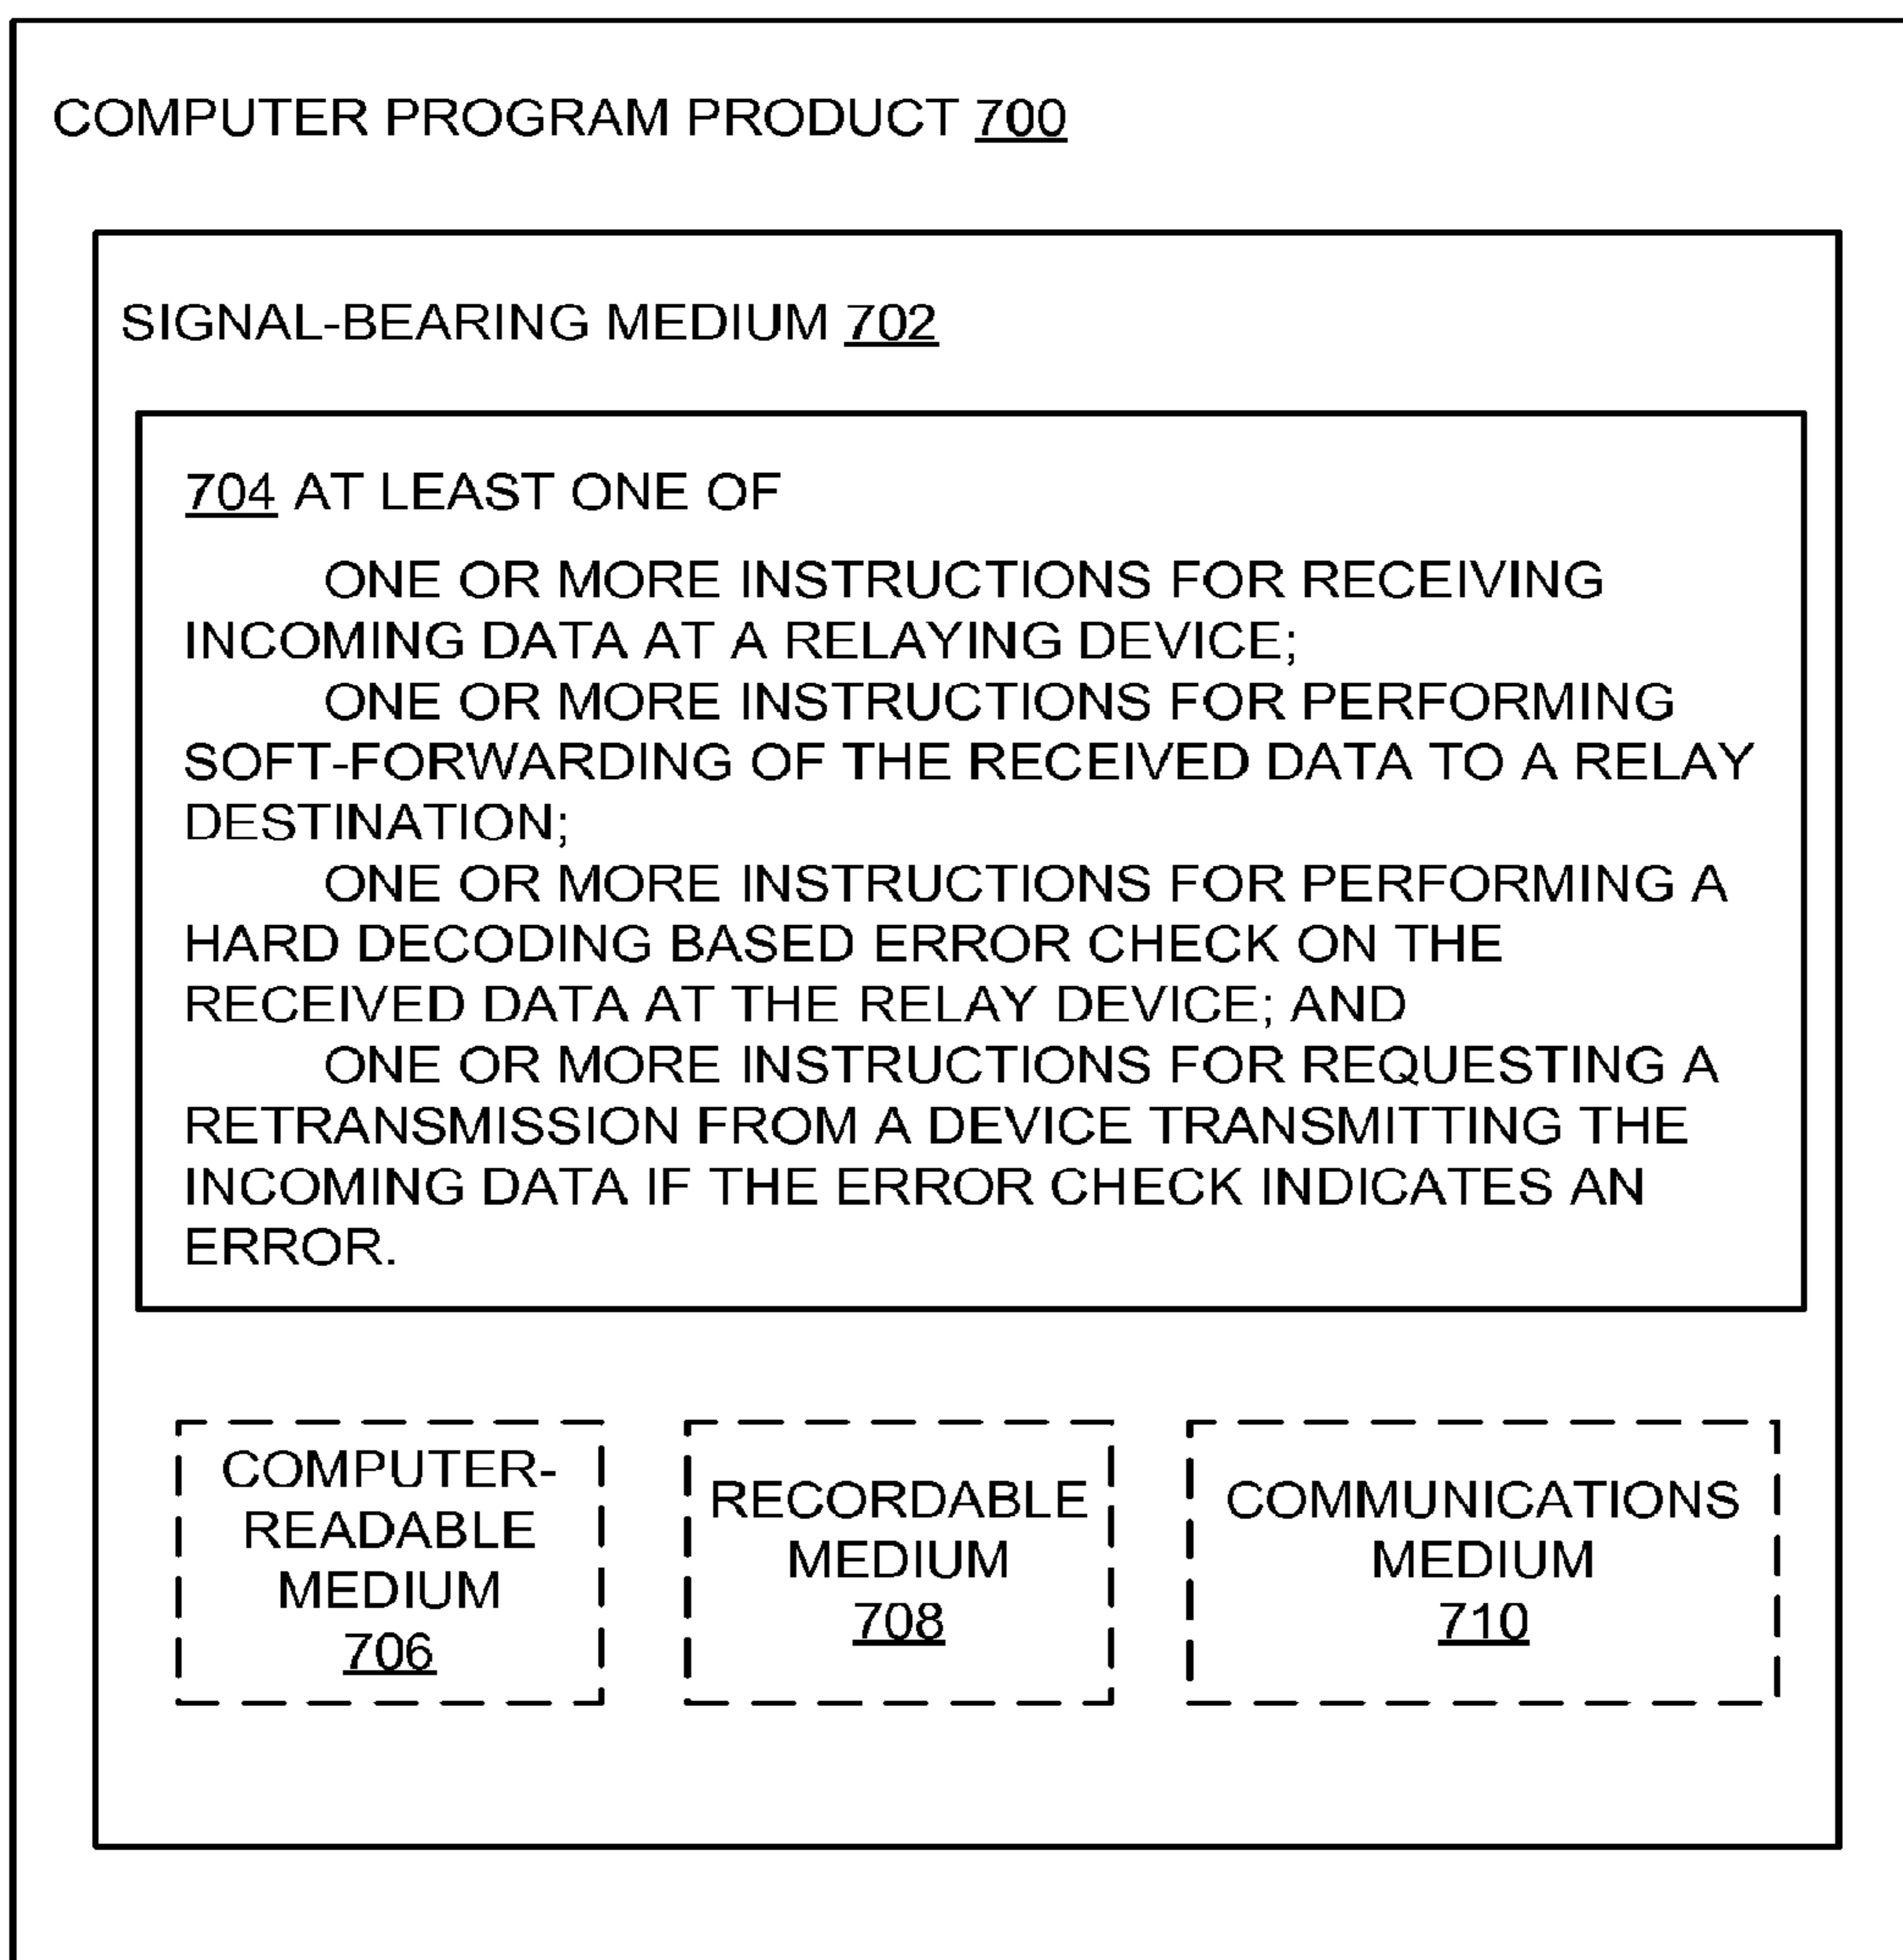 COMPUTER PROGRAM PRODUCT 700
SIGNAL-BEARING MEDIUM 702
704 AT LEAST ONE OF
ONE OR MORE INSTRUCTIONS FOR RECEIVING
INCOMING DATA AT A RELAYING DEVICE;
ONE OR MORE INSTRUCTIONS FOR PERFORMING
SOFT-FORWARDING OF THE RECEIVED DATA TO A RELAY
DESTINATION;
ONE OR MORE INSTRUCTIONS FOR PERFORMING A
HARD DECODING BASED ERROR CHECK ON THE
RECEIVED DATA AT THE RELAY DEVICE; AND
ONE OR MORE INSTRUCTIONS FOR REQUESTING A
RETRANSMISSION FROM A DEVICE TRANSMITTING THE
INCOMING DATA IF THE ERROR CHECK INDICATES AN
ERROR.
COMPUTER-
READABLE
MEDIUM
706
RECORDABLE
MEDIUM
708
COMMUNICATIONS
MEDIUM
710